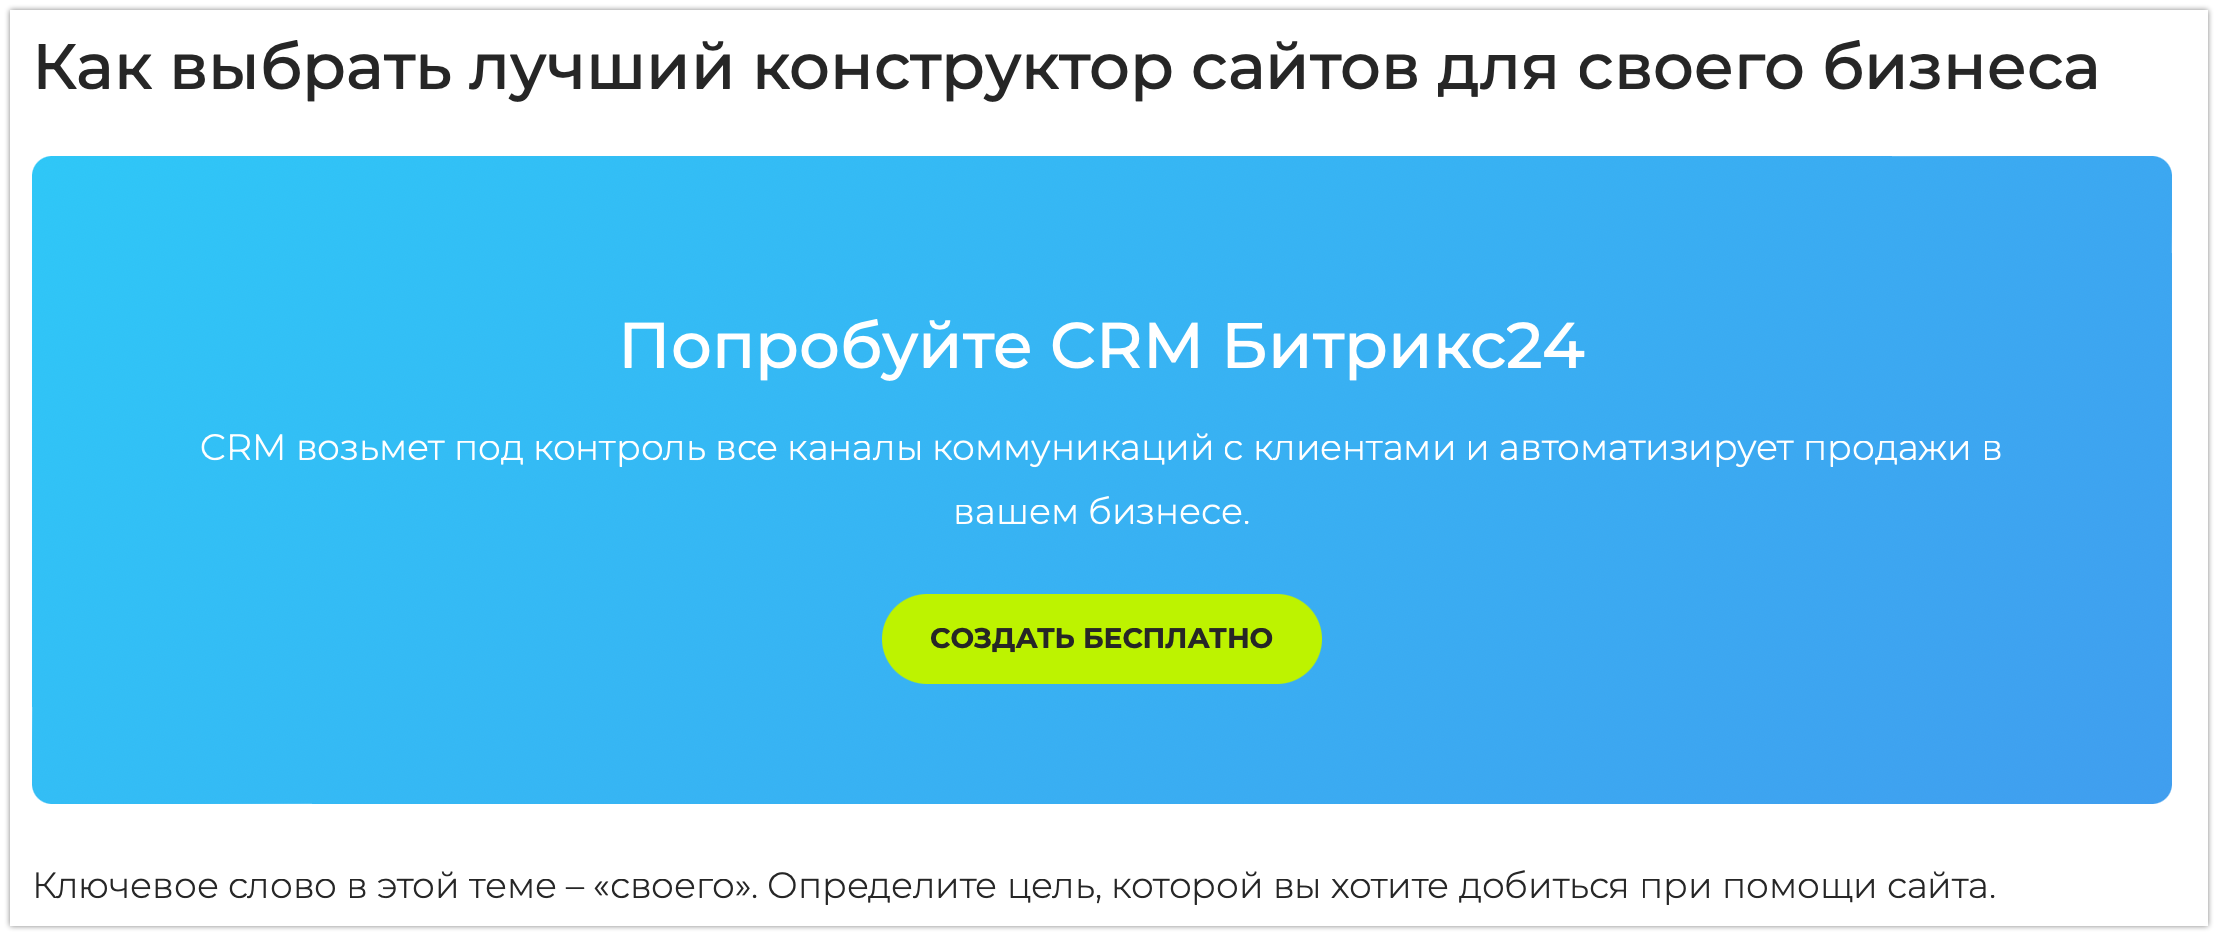 Как выбрать лучший конструктор сайтов для своего бизнеса
Попробуйте CRM Битрикс24
CRM возьмет под контроль все каналы коммуникаций с клиентами и автоматизирует продажи в
вашем бизнесе.
СОЗДАТЬ БЕСПЛАТНО
Ключевое слово в этой теме – «своего». Определите цель, которой вы хотите добиться при помощи сайта.